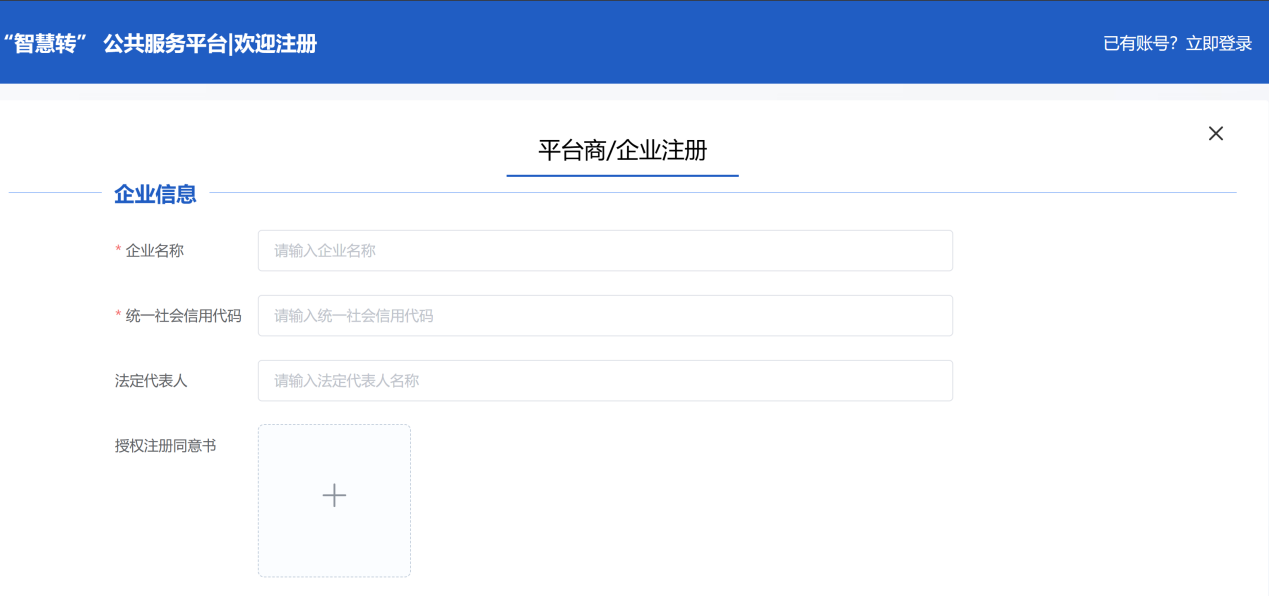 “智慧转” 公共服务平台|欢迎注册
已有账号？立即登录
平台商/企业注册
企业信息
* 企业名称
请输入企业名称
* 统一社会信用代码
请输入统一社会信用代码
法定代表人
请输入法定代表人名称
授权注册同意书